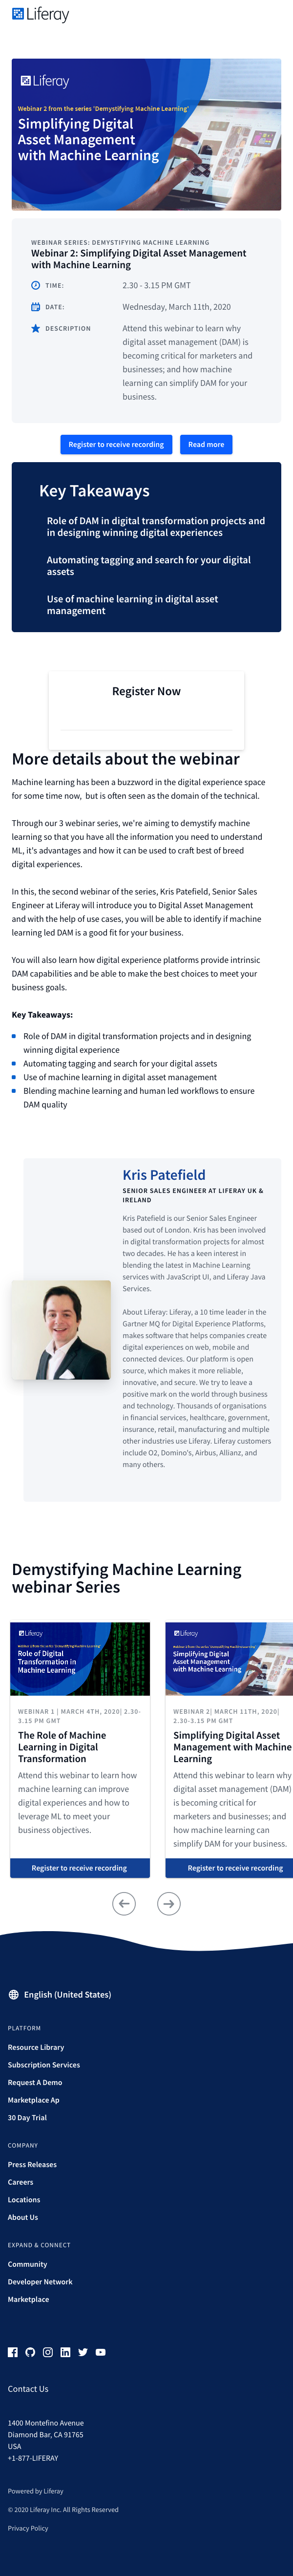 Liferay
Liferay
Webinar 2 from the series 'Demystifying Machine Learning'
Simplifying Digital
Asset Management
with Machine Learning
WEBINAR SERIES: DEMYSTIFYING MACHINE LEARNING
Webinar 2: Simplifying Digital Asset Management
with Machine Learning
TIME:
2.30 - 3.15 PM GMT
DATE:
Wednesday, March 11th, 2020
DESCRIPTION
Attend this webinar to learn why
digital asset management (DAM) is
becoming critical for marketers and
businesses; and how machine
learning can simplify DAM for your
business.
Register to receive recording
Read more
Key Takeaways
Role of DAM in digital transformation projects and
in designing winning digital experiences
Automating tagging and search for your digital
assets
Use of machine learning in digital asset
management
Register Now
More details about the webinar
Machine learning has been a buzzword in the digital experience space
for some time now, but is often seen as the domain of the technical.
Through our 3 webinar series, we're aiming to demystify machine
learning so that you have all the information you need to understand
ML, it's advantages and how it can be used to craft best of breed
digital experiences.
In this, the second webinar of the series, Kris Patefield, Senior Sales
Engineer at Liferay will introduce you to Digital Asset Management
and with the help of use cases, you will be able to identify if machine
learning led DAM is a good fit for your business.
You will also learn how digital experience platforms provide intrinsic
DAM capabilities and be able to make the best choices to meet your
business goals.
Key Takeaways:
Role of DAM in digital transformation projects and in designing
winning digital experience
Automating tagging and search for your digital assets
Use of machine learning in digital asset management
Blending machine learning and human led workflows to ensure
DAM quality
Kris Patefield
SENIOR SALES ENGINEER AT LIFERAY UK &
IRELAND
Kris Patefield is our Senior Sales Engineer
based out of London. Kris has been involved
in digital transformation projects for almost
two decades. He has a keen interest in
blending the latest in Machine Learning
services with JavaScript UI, and Liferay Java
Services.
About Liferay: Liferay, a 10 time leader in the
Gartner MQ for Digital Experience Platforms,
makes software that helps companies create
digital experiences on web, mobile and
connected devices. Our platform is open
source, which makes it more reliable,
innovative, and secure. We try to leave a
positive mark on the world through business
and technology. Thousands of organisations
in financial services, healthcare, government,
insurance, retail, manufacturing and multiple
other industries use Liferay. Liferay customers
include O2, Domino's, Airbus, Allianz, and
many others.
Demystifying Machine Learning
webinar Series
Liferay
Role of Digital
Transformation in
Machine Learning
WEBINAR 1 | MARCH 4TH, 2020| 2.30-
3.15 PM GMT
The Role of Machine
Learning in Digital
Transformation
Attend this webinar to learn how
machine learning can improve
digital experiences and how to
leverage ML to meet your
business objectives.
Register to receive recording
Liferay
Simplifying Digital
Asset Management
with Machine Learning
WEBINAR 2| MARCH 11TH, 2020|
2.30-3.15 PM GMT
Simplifying Digital Asset
Management with Machine
Learning
Attend this webinar to learn why
digital asset management (DAM)
is becoming critical for
marketers and businesses; and
how machine learning can
simplify DAM for your business.
Register to receive recording
English (United States)
PLATFORM
Resource Library
Subscription Services
Request A Demo
Marketplace Ap
30 Day Trial
COMPANY
Press Releases
Careers
Locations
About Us
EXPAND & CONNECT
Community
Developer Network
Marketplace
Contact Us
1400 Montefino Avenue
Diamond Bar, CA 91765
USA
+1-877-LIFERAY
Powered by Liferay
© 2020 Liferay Inc. All Rights Reserved
Privacy Policy